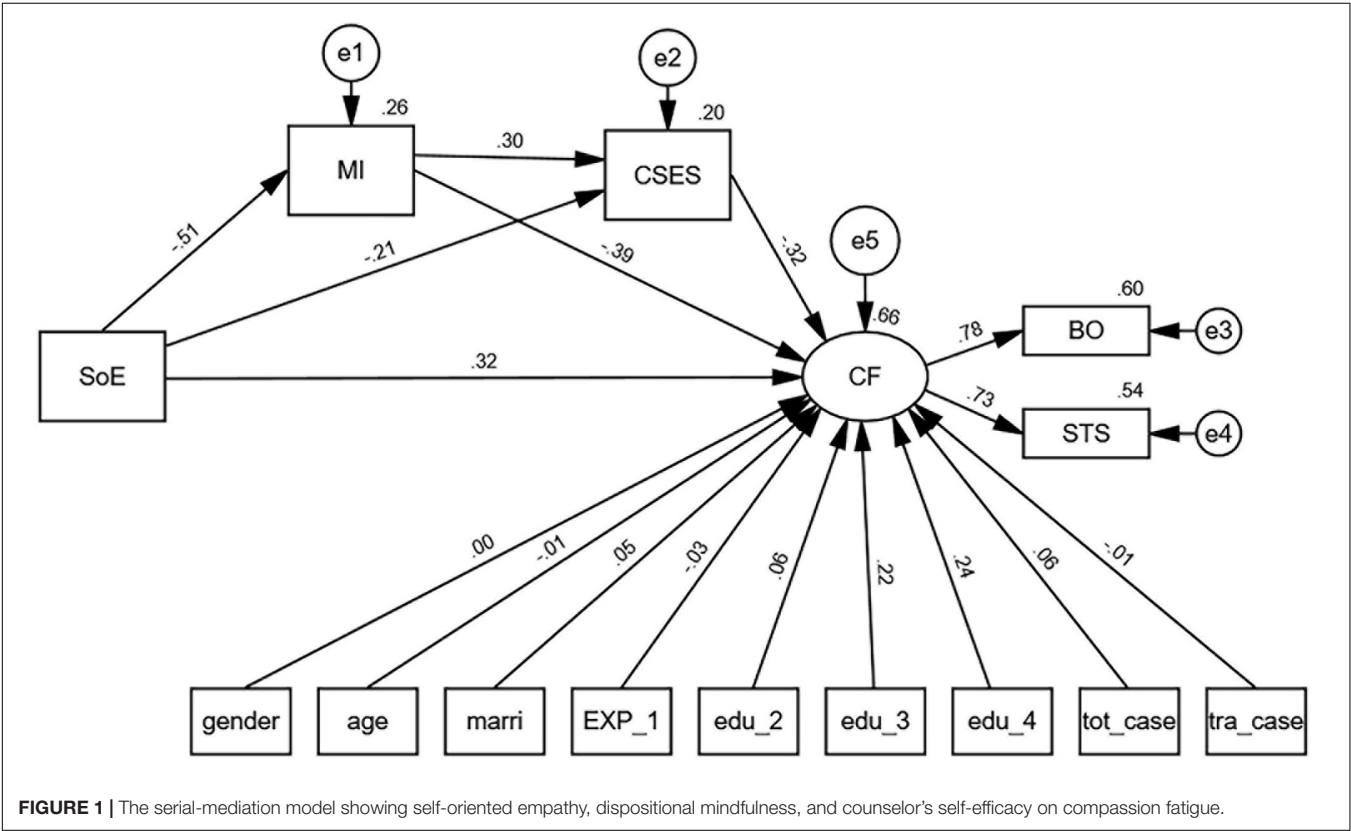 e1
e2
.26
.20
MI
.30
CSES
-.51
-.21
-.39
-.32
e5
.66
.60
.78
BO
e3
SoE
.32
CF
.73
.54
STS
e4
.00
-.01
.05
-.03
.06
.22
.24
.06
-.01
gender
age
marri
EXP_1
edu_2
edu_3
edu_4
tot_case
tra_case
FIGURE 1 | The serial-mediation model showing self-oriented empathy, dispositional mindfulness, and counselor's self-efficacy on compassion fatigue.